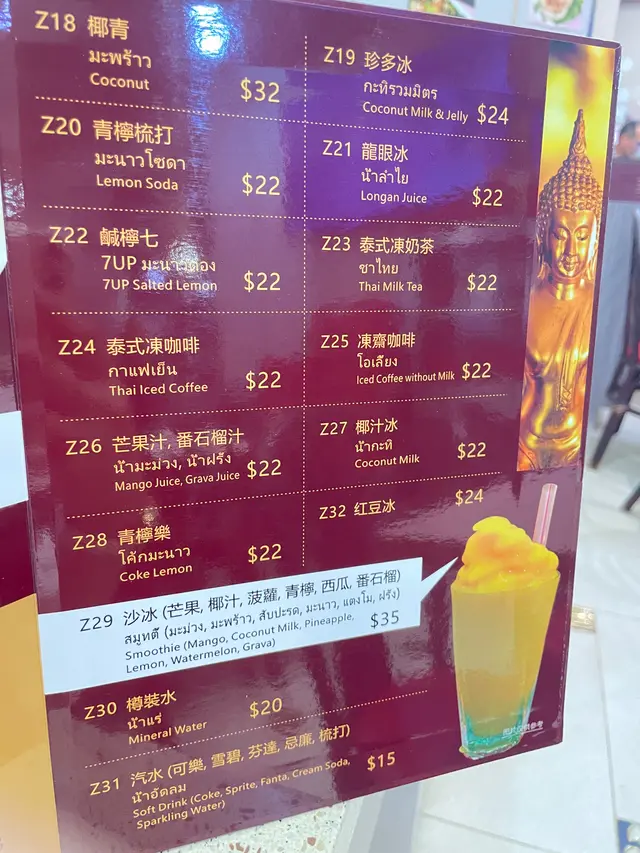 Z18 椰青
มะพร้าว
Coconut
$32
Z19 珍多冰
กะทิรวมมิตร
Coconut Milk & Jelly $24
Z20 青檸梳打
มะนาวโซดา
Lemon Soda
$22
Z21 龍眼冰
น้ำลำไย
Longan Juice
$22
Z22 鹹檸七
7UP มะนาวดอง
7UP Salted Lemon
$22
Z23 泰式凍奶茶
ชาไทย
Thai Milk Tea
$22
Z24 泰式凍咖啡
กาแฟเย็น
Thai Iced Coffee
$22
Z25 凍齋咖啡
โอเลี้ยง
Iced Coffee without Milk $22
Z26 芒果汁, 番石榴汁
น้ำมะม่วง, น้ำฝรั่ง
Mango Juice, Grava Juice $22
Z27 椰汁冰
น้ำกะทิ
Coconut Milk
$22
Z28 青檸樂
โค้กมะนาว
Coke Lemon
$22
Z32 红豆冰
$24
Z29 沙冰 (芒果, 椰汁, 菠蘿, 青檸, 西瓜, 番石榴)
สมูทตี (มะม่วง, มะพร้าว, สับปะรด, มะนาว, แตงโม, ฝรั่ง)
Smoothie (Mango, Coconut Milk, Pineapple,
Lemon, Watermelon, Grava)
$35
Z30 樽裝水
น้ำแร่
Mineral Water
$20
Z31 汽水 (可樂, 雪碧, 芬達, 忌廉, 梳打)
น้ำอัดลม
Soft Drink (Coke, Sprite, Fanta, Cream Soda,
Sparkling Water)
$15
圖片只供參考